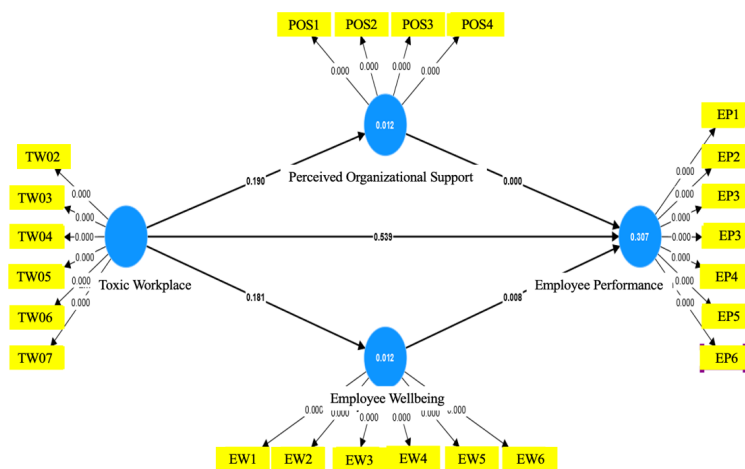 POS1 POS2 POS3 POS4
0.000 0.000 0.000 0.000
0.012
Perceived Organizational Support
EP1
EP2
EP3
EP3
EP4
EP5
EP6
0.000
0.000
0.000
0.000
0.000
0.000
0.000
TW02
TW03
TW04
TW05
TW06
TW07
0.000
0.000
0.000
0.000
0.000
0.000
0.190
0.000
0.539
0.307
Toxic Workplace
Employee Performance
0.181
0.008
0.012
Employee Wellbeing
0.000 0.000 0.000 0.000 0.000 0.000
EW1 EW2 EW3 EW4 EW5 EW6